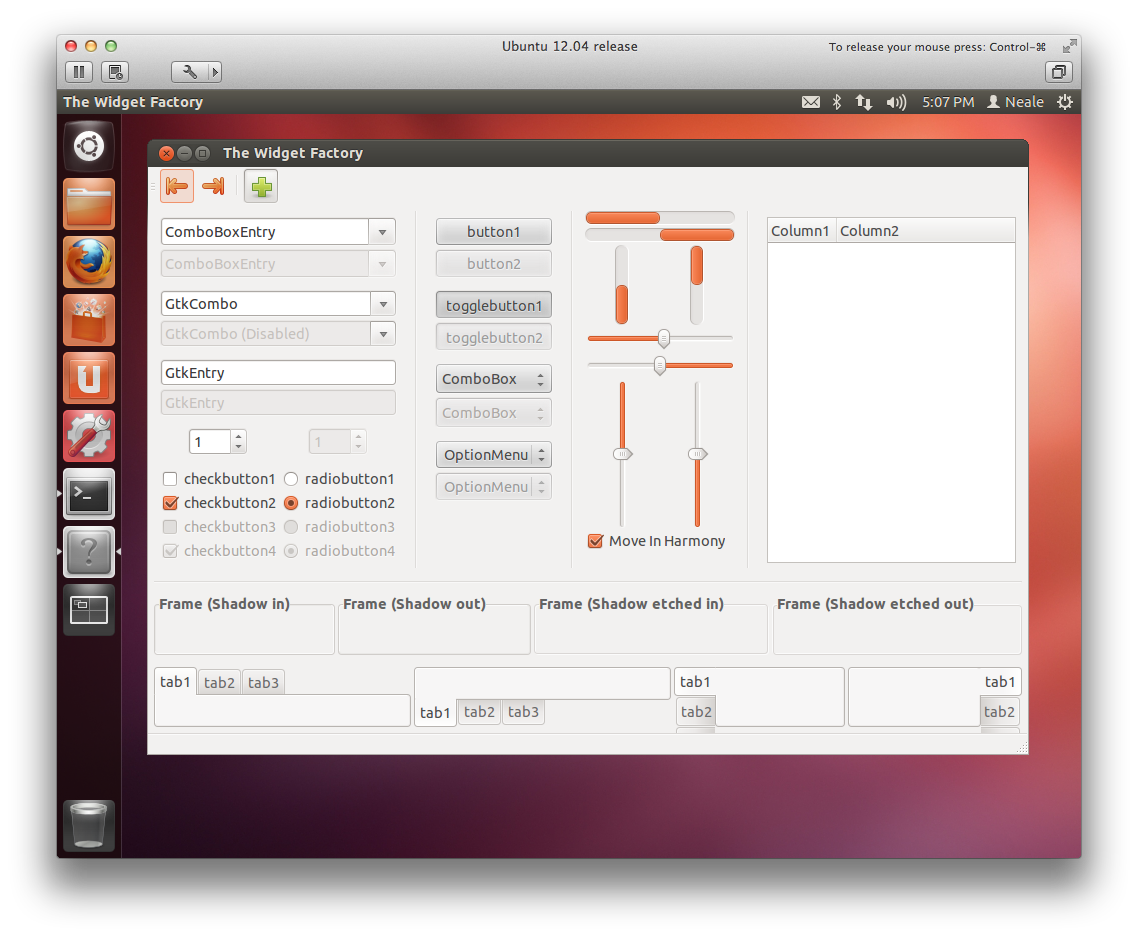 Ubuntu 12.04 release
To release your mouse press: Control-⌘
The Widget Factory
5:07 PM
Neale
The Widget Factory
ComboBoxEntry
ComboBoxEntry
GtkCombo
GtkCombo (Disabled)
GtkEntry
GtkEntry
1
1
checkbutton1
radiobutton1
checkbutton2
radiobutton2
checkbutton3
radiobutton3
checkbutton4
radiobutton4
button1
button2
togglebutton1
togglebutton2
ComboBox
ComboBox
OptionMenu
OptionMenu
Move In Harmony
Column1
Column2
Frame (Shadow in)
Frame (Shadow out)
Frame (Shadow etched in)
Frame (Shadow etched out)
tab1
tab2
tab3
tab1
tab2
tab3
tab1
tab2
tab1
tab2